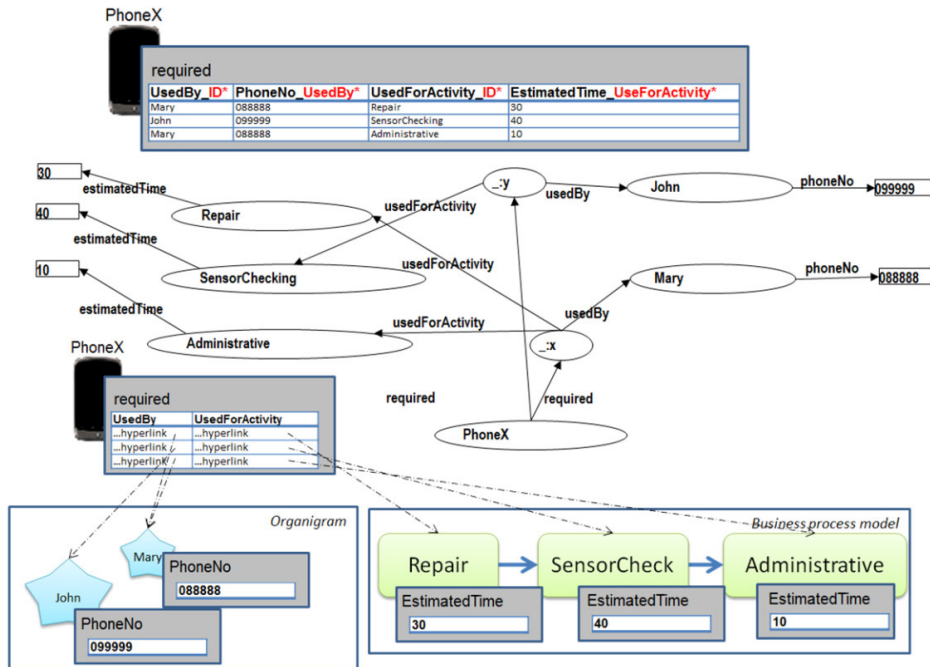 PhoneX
required
UsedBy_ID* PhoneNo_UsedBy* UsedForActivity_ID* EstimatedTime_UseForActivity*
Mary 088888 Repair 30
John 099999 SensorChecking 40
Mary 088888 Administrative 10
30
estimatedTime
Repair
_:y
usedBy
John
phoneNo
099999
usedForActivity
40
estimatedTime
SensorChecking
usedForActivity
Mary
phoneNo
088888
10
estimatedTime
Administrative
usedForActivity
usedBy
_:x
required
required
PhoneX
PhoneX
required
UsedBy UsedForActivity
...hyperlink ...hyperlink
...hyperlink ...hyperlink
...hyperlink ...hyperlink
Organigram
John
Mary
PhoneNo
088888
PhoneNo
099999
Business process model
Repair SensorCheck Administrative
EstimatedTime EstimatedTime EstimatedTime
30 40 10